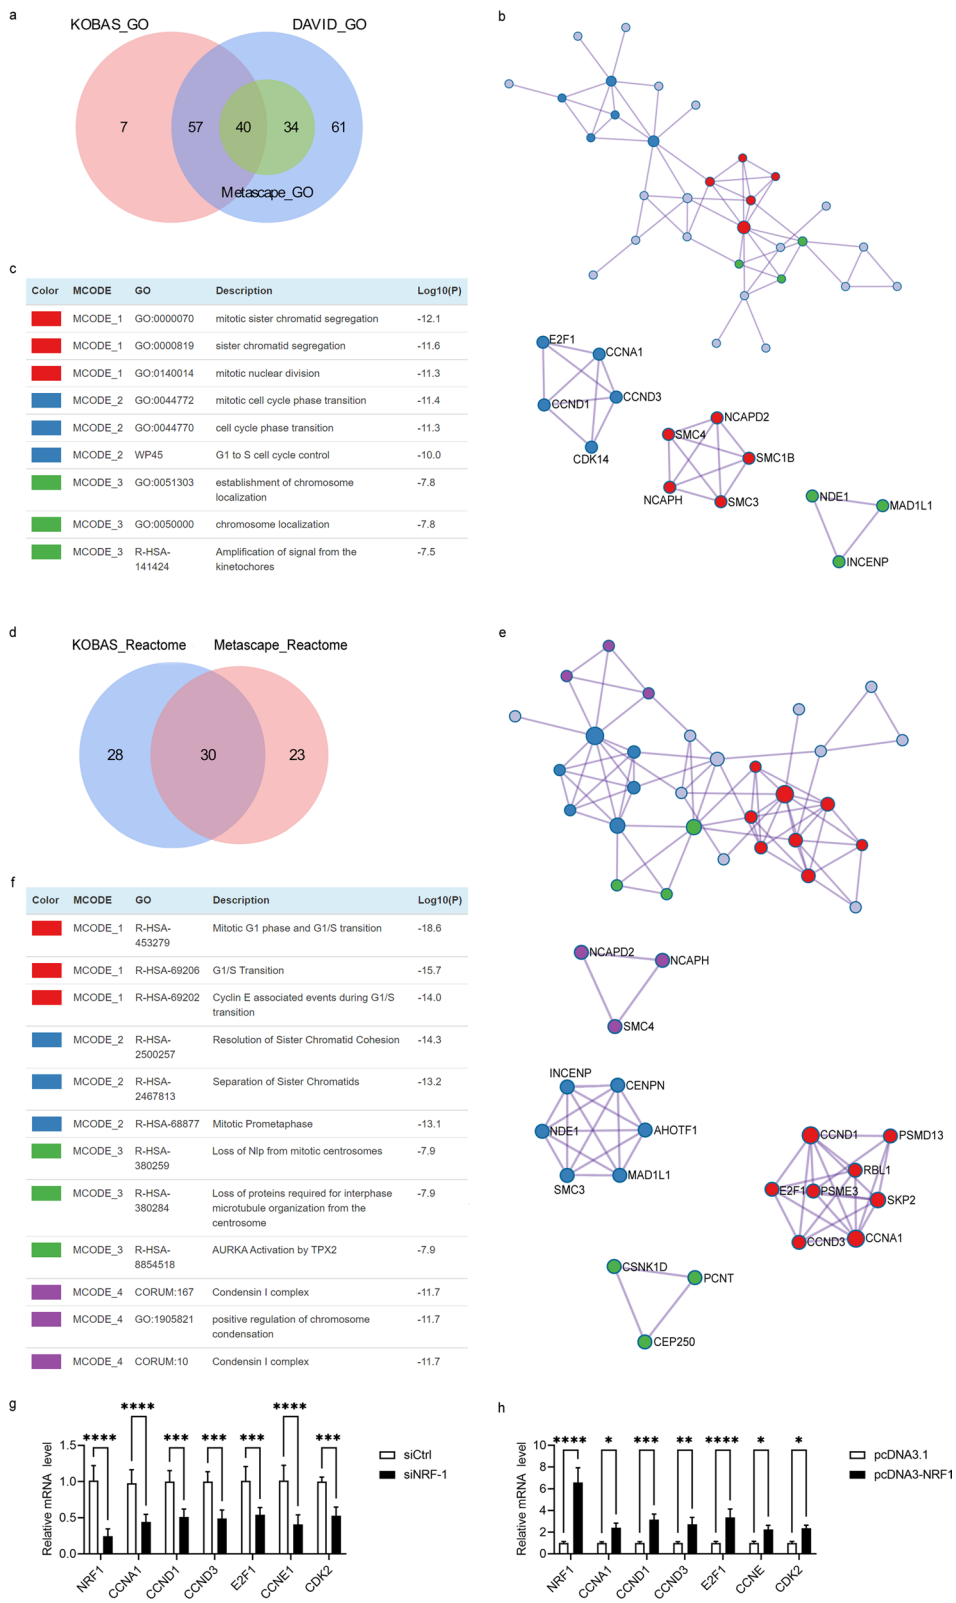 a
KOBAS_GO
DAVID_GO
7
57
40
34
61
Metascape_GO
b
E2F1
CCNA1
CCND1
CCND3
CDK14
NCAPD2
SMC4
SMC1B
NCAPH
SMC3
NDE1
MAD1L1
INCENP
c
Color MCODE GO Description Log10(P)
MCODE_1 GO:0000070 mitotic sister chromatid segregation -12.1
MCODE_1 GO:0000819 sister chromatid segregation -11.6
MCODE_1 GO:0140014 mitotic nuclear division -11.3
MCODE_2 GO:0044772 mitotic cell cycle phase transition -11.4
MCODE_2 GO:0044770 cell cycle phase transition -11.3
MCODE_2 WP45 G1 to S cell cycle control -10.0
MCODE_3 GO:0051303 establishment of chromosome -7.8
localization
MCODE_3 GO:0050000 chromosome localization -7.8
MCODE_3 R-HSA- Amplification of signal from the -7.5
141424 kinetochores
d
KOBAS_Reactome
Metascape_Reactome
28
30
23
e
NCAPD2
NCAPH
SMC4
INCENP
CENPN
NDE1
AHOTF1
SMC3
MAD1L1
CCND1
PSMD13
RBL1
E2F1
PSME3
SKP2
CCND3
CCNA1
CSNK1D
PCNT
CEP250
f
Color MCODE GO Description Log10(P)
MCODE_1 R-HSA- Mitotic G1 phase and G1/S transition -18.6
453279
MCODE_1 R-HSA-69206 G1/S Transition -15.7
MCODE_1 R-HSA-69202 Cyclin E associated events during G1/S -14.0
transition
MCODE_2 R-HSA- Resolution of Sister Chromatid Cohesion -14.3
2500257
MCODE_2 R-HSA- Separation of Sister Chromatids -13.2
2467813
MCODE_2 R-HSA-68877 Mitotic Prometaphase -13.1
MCODE_3 R-HSA- Loss of Nlp from mitotic centrosomes -7.9
380259
MCODE_3 R-HSA- Loss of proteins required for interphase -7.9
380284 microtubule organization from the
centrosome
MCODE_3 R-HSA- AURKA Activation by TPX2 -7.9
8854518
MCODE_4 CORUM:167 Condensin I complex -11.7
MCODE_4 GO:1905821 positive regulation of chromosome -11.7
condensation
MCODE_4 CORUM:10 Condensin I complex -11.7
g
Relative mRNA level
1.5
1.0
0.5
0.0
**** **** *** *** *** **** ***
NRF1 CCNA1 CCND1 CCND3 E2F1 CCNE1 CDK2
siCtrl
siNRF-1
h
Relative mRNA level
10
8
6
4
2
0
**** * *** ** **** * *
NRF1 CCNA1 CCND1 CCND3 E2F1 CCNE CDK2
pcDNA3.1
pcDNA3-NRF1